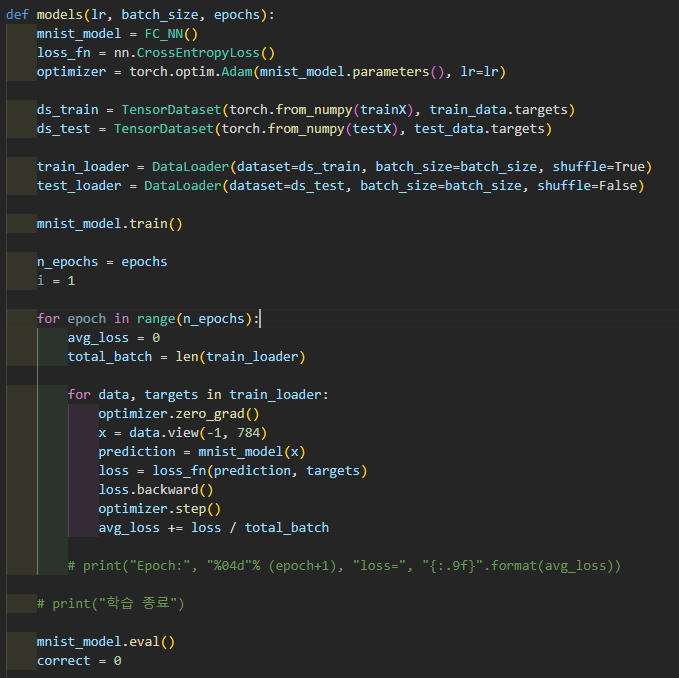 def models(lr, batch_size, epochs):
    mnist_model = FC_NN()
    loss_fn = nn.CrossEntropyLoss()
    optimizer = torch.optim.Adam(mnist_model.parameters(), lr=lr)

    ds_train = TensorDataset(torch.from_numpy(trainX), train_data.targets)
    ds_test = TensorDataset(torch.from_numpy(testX), test_data.targets)

    train_loader = DataLoader(dataset=ds_train, batch_size=batch_size, shuffle=True)
    test_loader = DataLoader(dataset=ds_test, batch_size=batch_size, shuffle=False)

    mnist_model.train()

    n_epochs = epochs
    i = 1

    for epoch in range(n_epochs):
        avg_loss = 0
        total_batch = len(train_loader)

        for data, targets in train_loader:
            optimizer.zero_grad()
            x = data.view(-1, 784)
            prediction = mnist_model(x)
            loss = loss_fn(prediction, targets)
            loss.backward()
            optimizer.step()
            avg_loss += loss / total_batch

        # print("Epoch:", "%04d"% (epoch+1), "loss=", "{:.9f}".format(avg_loss))

    # print("학습 종료")

    mnist_model.eval()
    correct = 0